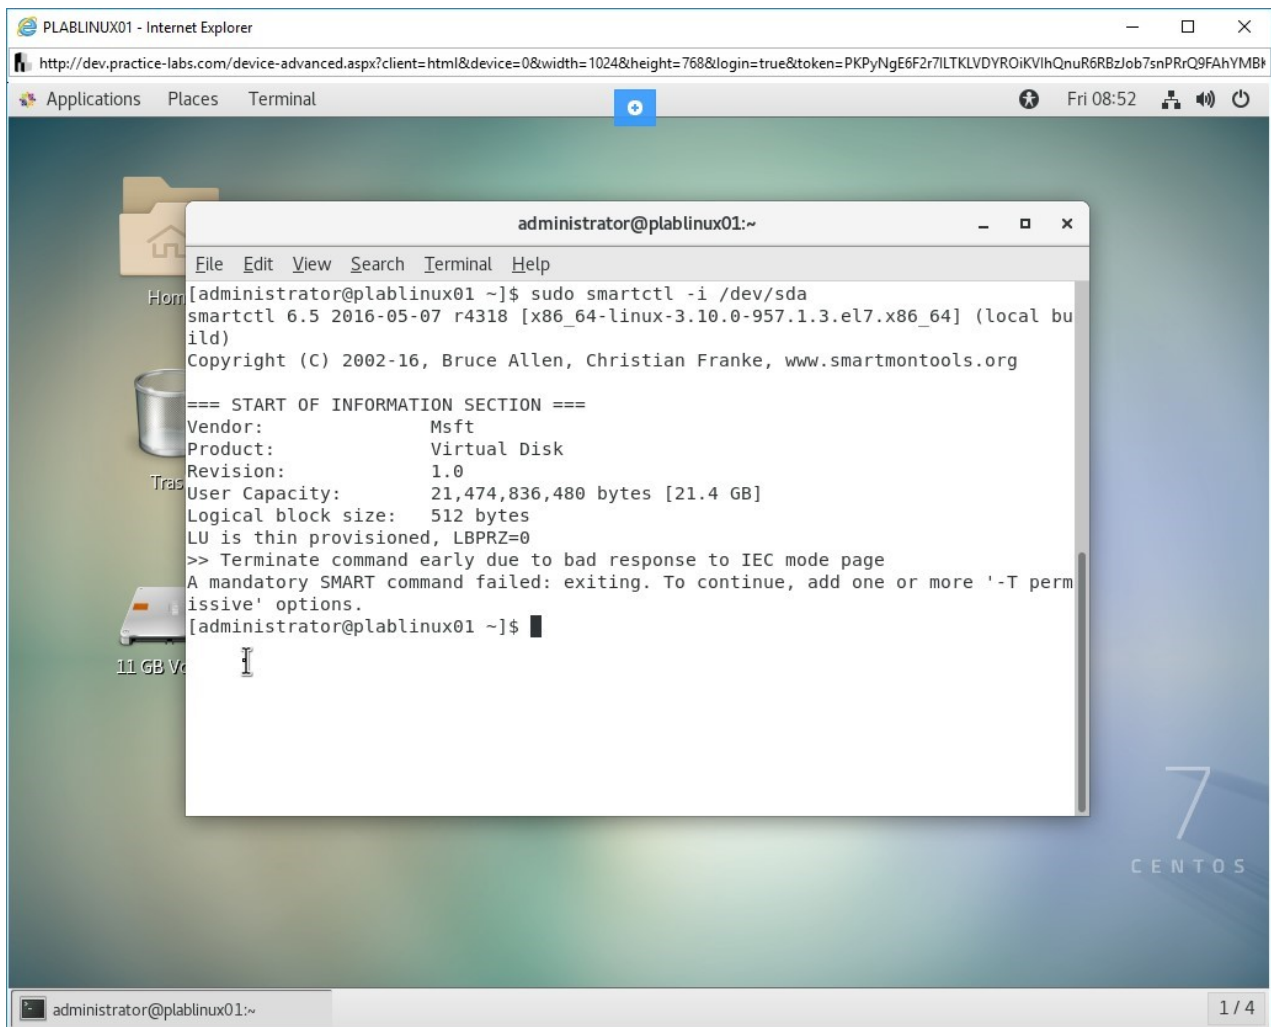 PLABLINUX01 - Internet Explorer
http://dev.practice-labs.com/device-advanced.aspx?client=html&device=0&width=1024&height=768&login=true&token=PKPyNgE6F2r7ILTKLVDYROiKVIhQnuR6RBzJob7snPRrQ9FAhYMBk
Applications Places Terminal Fri 08:52
administrator@plablinux01:~
File Edit View Search Terminal Help
[administrator@plablinux01 ~]$ sudo smartctl -i /dev/sda
smartctl 6.5 2016-05-07 r4318 [x86_64-linux-3.10.0-957.1.3.el7.x86_64] (local bu
ild)
Copyright (C) 2002-16, Bruce Allen, Christian Franke, www.smartmontools.org
=== START OF INFORMATION SECTION ===
Vendor: Msft
Product: Virtual Disk
Revision: 1.0
User Capacity: 21,474,836,480 bytes [21.4 GB]
Logical block size: 512 bytes
LU is thin provisioned, LBPRZ=0
>> Terminate command early due to bad response to IEC mode page
A mandatory SMART command failed: exiting. To continue, add one or more '-T perm
issive' options.
[administrator@plablinux01 ~]$
Hom
Tras
11 GB Vo
7
CENTOS
administrator@plablinux01:~ 1 / 4